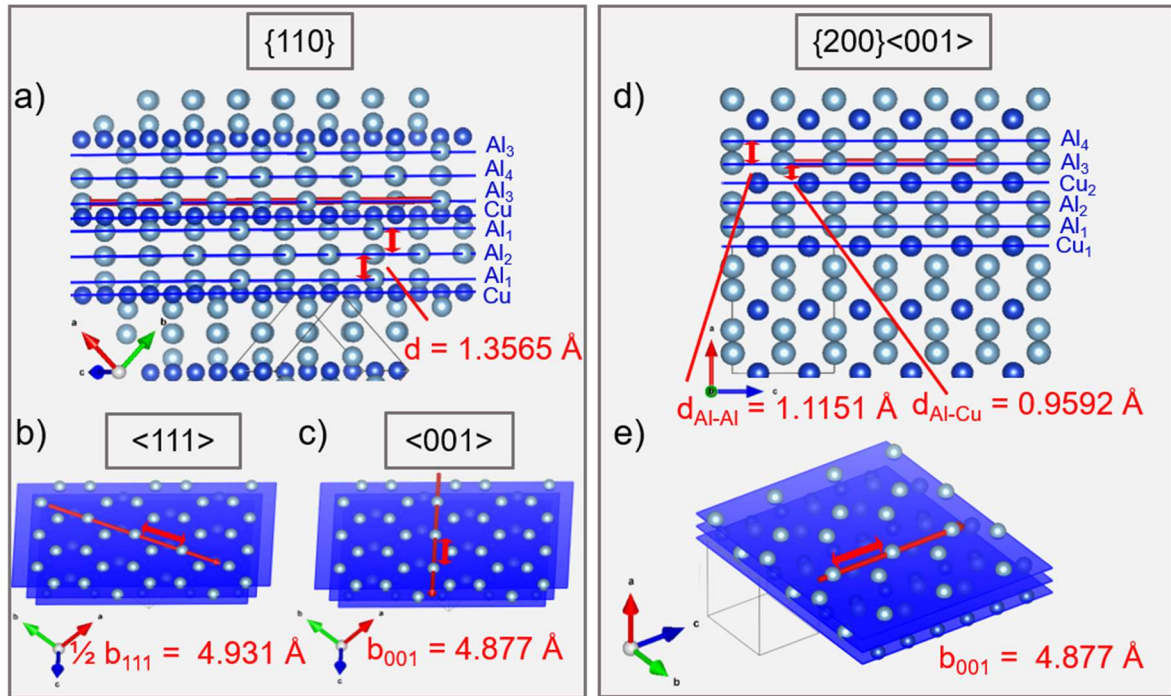 {110}
a)
Al3
Al4
Al3
Cu
Al1
Al2
Al1
Cu
a
b
c
d = 1.3565 Å
b)
<111>
b
a
c
½ b111 = 4.931 Å
c)
<001>
b
a
c
b001 = 4.877 Å
{200}<001>
d)
Al4
Al3
Cu2
Al2
Al1
Cu1
a
b
c
dAl-Al = 1.1151 Å
dAl-Cu = 0.9592 Å
e)
a
c
b
b001 = 4.877 Å